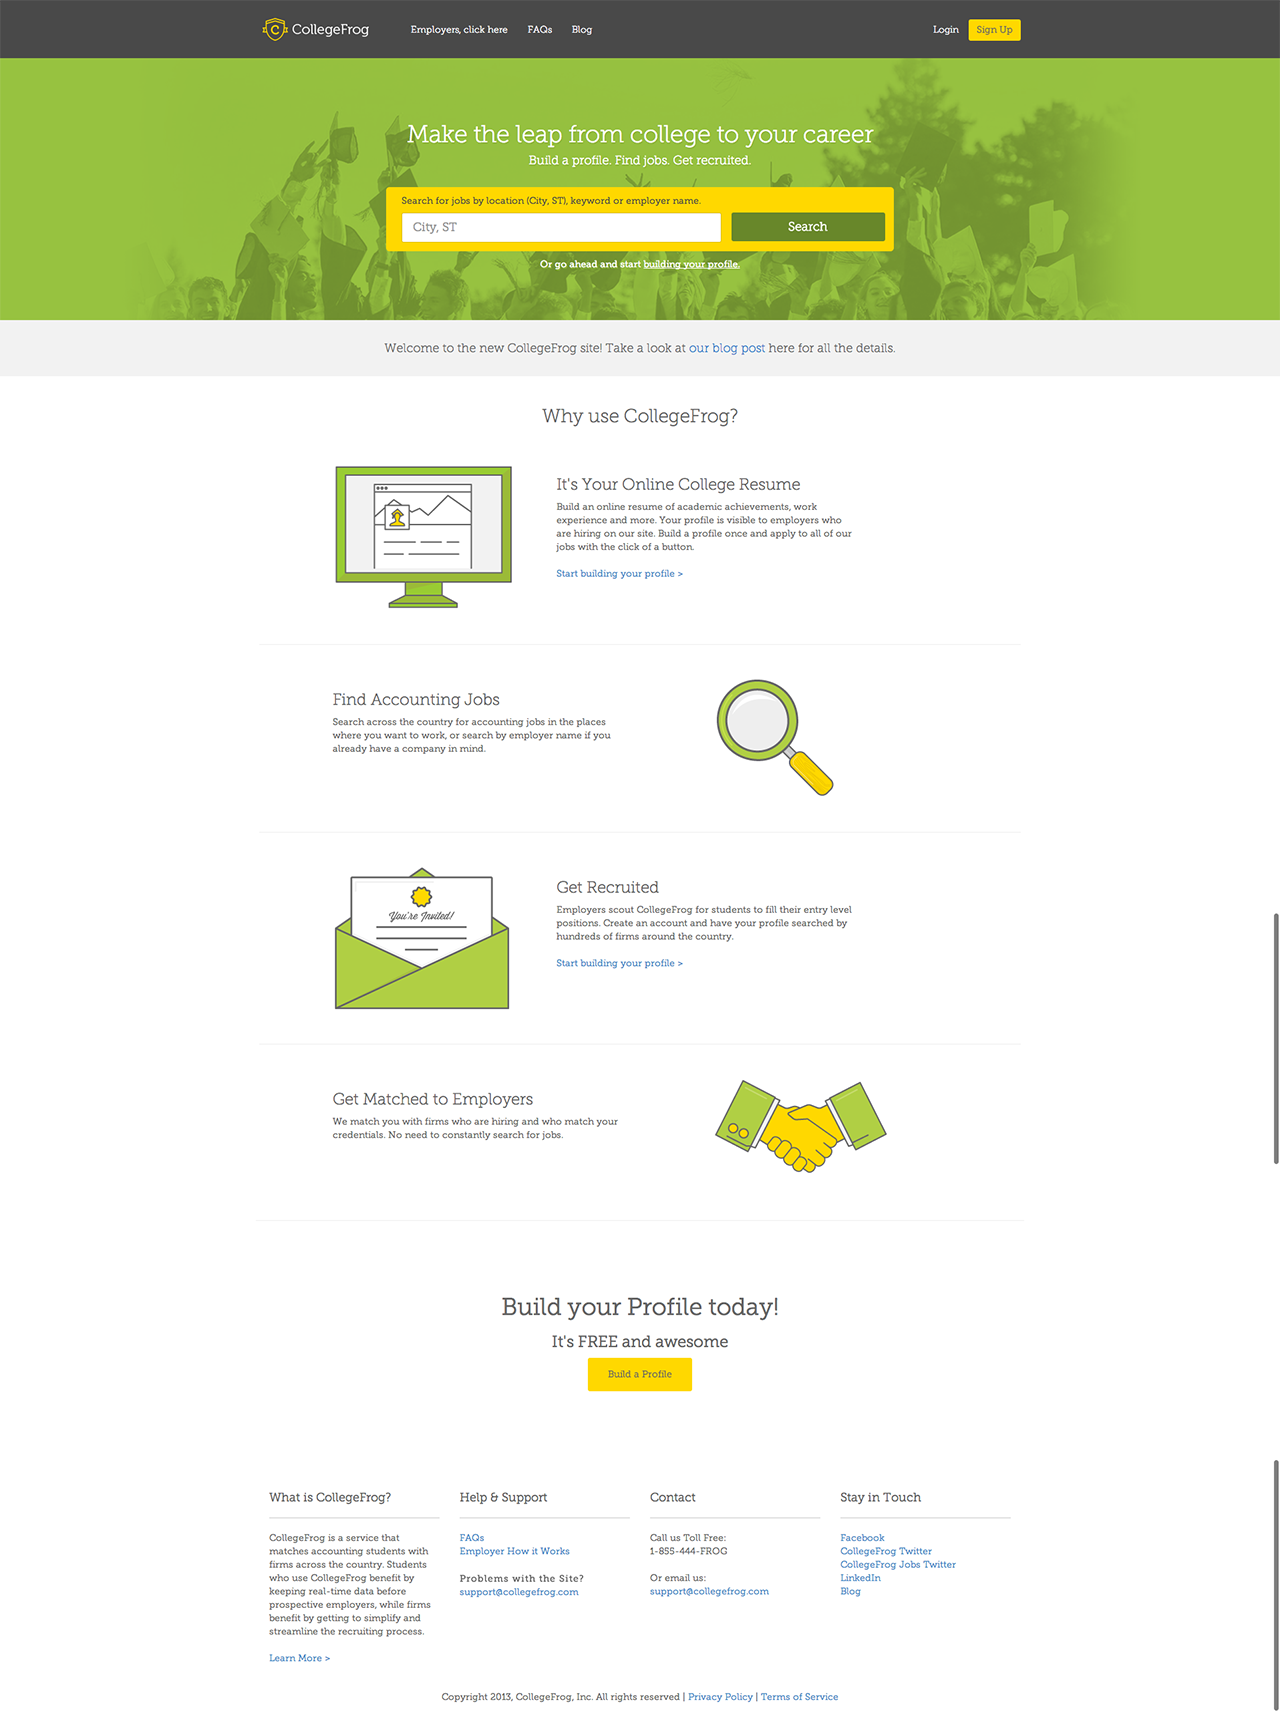 C CollegeFrog
Employers, click here FAQs Blog
Login Sign Up
Make the leap from college to your career
Build a profile. Find jobs. Get recruited.
Search for jobs by location (City, ST), keyword or employer name.
City, ST
Search
Or go ahead and start building your profile.
Welcome to the new CollegeFrog site! Take a look at our blog post here for all the details.
Why use CollegeFrog?
It's Your Online College Resume
Build an online resume of academic achievements, work
experience and more. Your profile is visible to employers who
are hiring on our site. Build a profile once and apply to all of our
jobs with the click of a button.
Start building your profile >
Find Accounting Jobs
Search across the country for accounting jobs in the places
where you want to work, or search by employer name if you
already have a company in mind.
You're Invited!
Get Recruited
Employers scout CollegeFrog for students to fill their entry level
positions. Create an account and have your profile searched by
hundreds of firms around the country.
Start building your profile >
Get Matched to Employers
We match you with firms who are hiring and who match your
credentials. No need to constantly search for jobs.
Build your Profile today!
It's FREE and awesome
Build a Profile
What is CollegeFrog?
CollegeFrog is a service that
matches accounting students with
firms across the country. Students
who use CollegeFrog benefit by
keeping real-time data before
prospective employers, while firms
benefit by getting to simplify and
streamline the recruiting process.
Learn More >
Help & Support
FAQs
Employer How it Works
Problems with the Site?
support@collegefrog.com
Contact
Call us Toll Free:
1-855-444-FROG
Or email us:
support@collegefrog.com
Stay in Touch
Facebook
CollegeFrog Twitter
CollegeFrog Jobs Twitter
LinkedIn
Blog
Copyright 2013, CollegeFrog, Inc. All rights reserved | Privacy Policy | Terms of Service